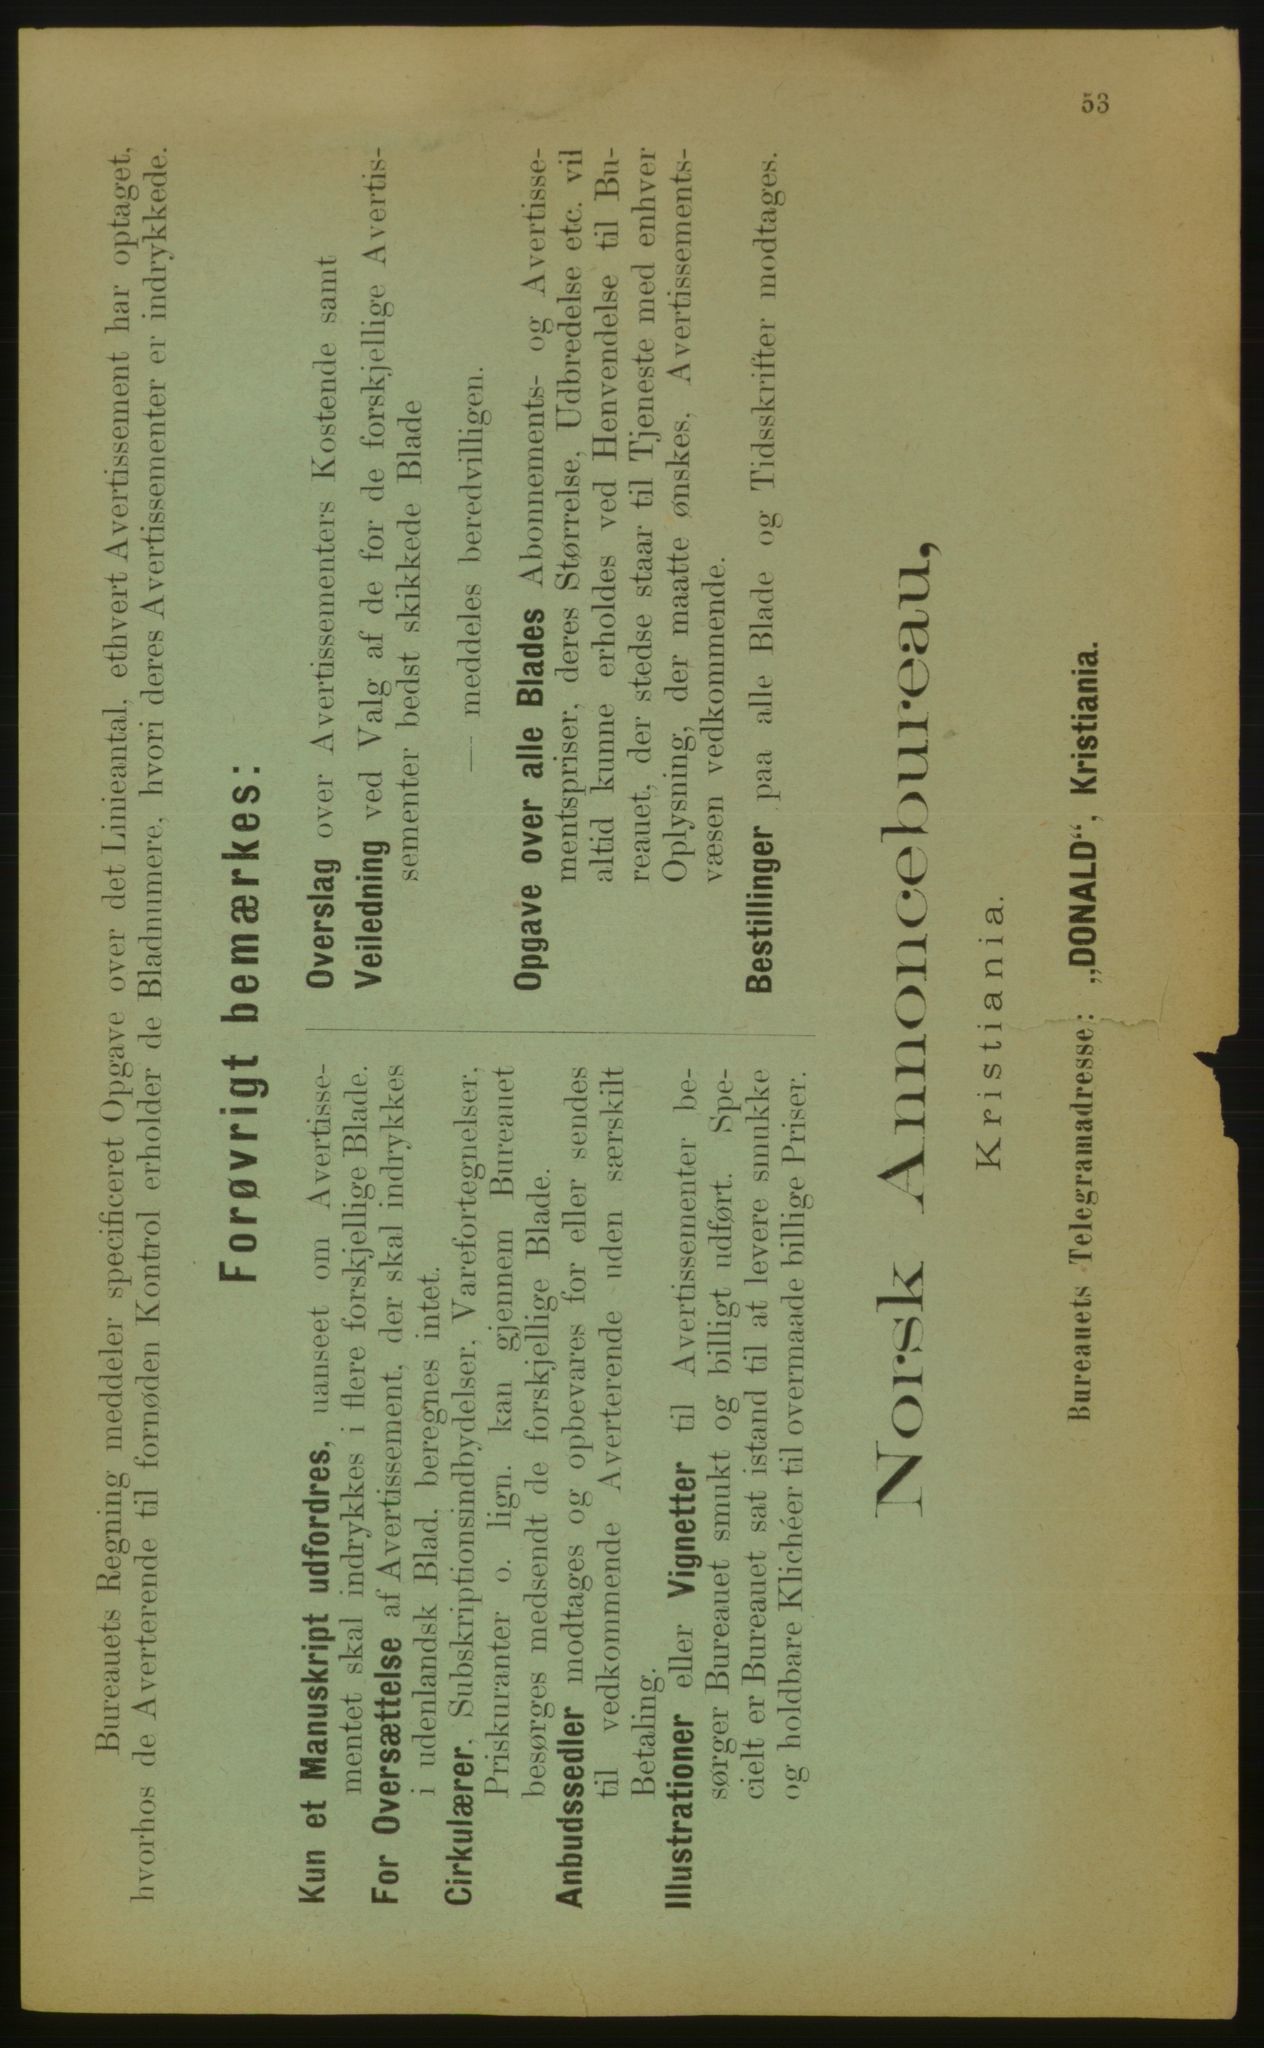 Bureauets Regning meddeler specificeret Opgave over det Linieantal, ethvert Avertissement har optaget,
hvorhos de Averterende til fornøden Kontrol erholder de Bladnumere, hvori deres Avertissementer er indrykkede.
Forøvrigt bemærkes:
Kun et Manuskript udfordres, uanseet om Avertisse-
mentet skal indrykkes i flere forskjellige Blade.
For Oversættelse af Avertissement, der skal indrykkes
i udenlandsk Blad, beregnes intet.
Cirkulærer, Subskriptionsindbydelser, Varefortegnelser,
Priskuranter o. lign. kan gjennem Bureauet
besørges medsendt de forskjellige Blade.
Anbudssedler modtages og opbevares for eller sendes
til vedkommende Averterende uden særskilt
Betaling.
Illustrationer eller Vignetter til Avertissementer be-
sørger Bureauet smukt og billigt udført. Spe-
cielt er Bureauet sat istand til at levere smukke
og holdbare Klichéer til overmaade billige Priser.
Overslag over Avertissementers Kostende samt
Veiledning ved Valg af de for de forskjellige Avertis-
sementer bedst skikkede Blade
— meddeles beredvilligen.
Opgave over alle Blades Abonnements- og Avertisse-
mentspriser, deres Størrelse, Udbredelse etc. vil
altid kunne erholdes ved Henvendelse til Bu-
reauet, der stedse staar til Tjeneste med enhver
Oplysning, der maatte ønskes, Avertissements-
væsen vedkommende.
Bestillinger paa alle Blade og Tidsskrifter modtages.
Norsk Annoncebureau,
Kristiania.
Bureauets Telegramadresse: „DONALD“, Kristiania.
53